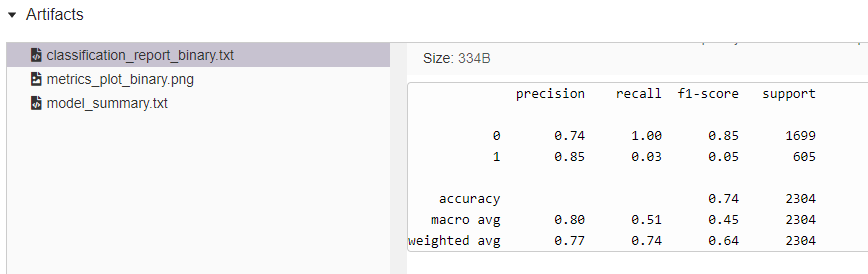 Artifacts
classification_report_binary.txt
metrics_plot_binary.png
model_summary.txt
Size: 334B
precision recall f1-score support
0 0.74 1.00 0.85 1699
1 0.85 0.03 0.05 605
accuracy 0.74 2304
macro avg 0.80 0.51 0.45 2304
weighted avg 0.77 0.74 0.64 2304